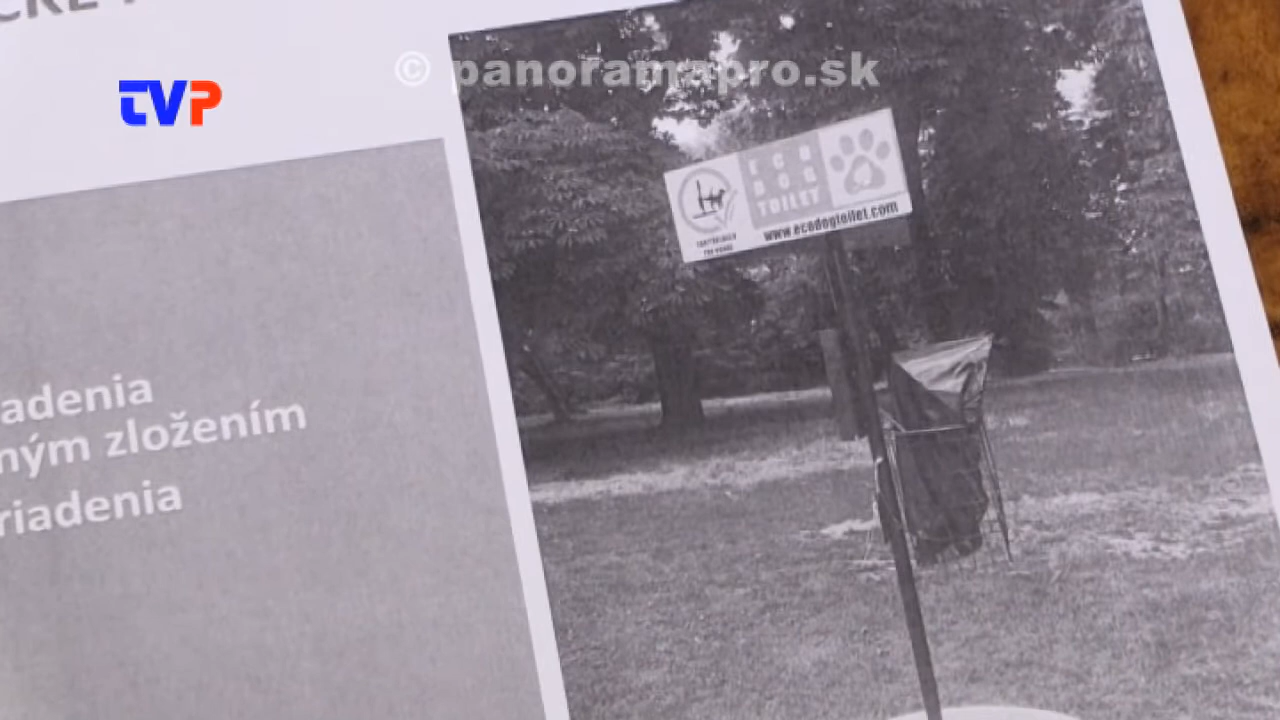 © panoramapro.sk
TVP
ECO
DOG
TOILET
www.ecodogtoilet.com
iadenia
ným zložením
riadenia